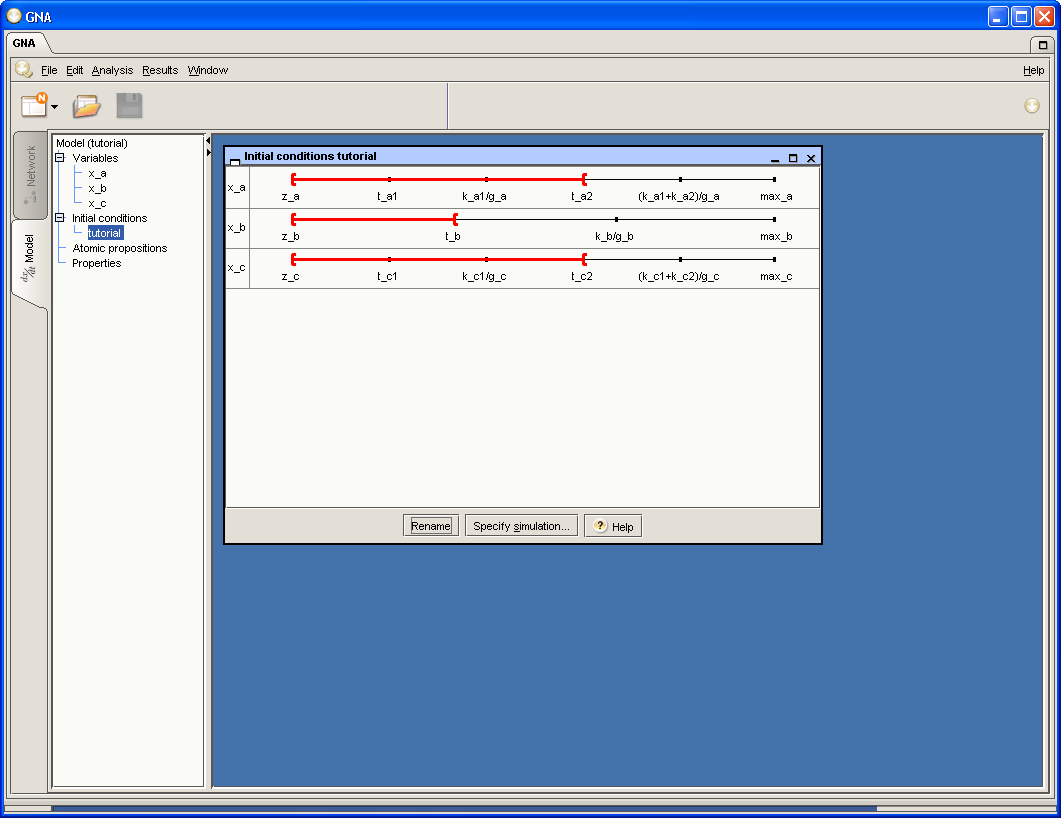 GNA
GNA
File Edit Analysis Results Window Help
N
Network
dx/dt Model
Model (tutorial)
Variables
x_a
x_b
x_c
Initial conditions
tutorial
Atomic propositions
Properties
Initial conditions tutorial
x_a z_a t_a1 k_a1/g_a t_a2 (k_a1+k_a2)/g_a max_a
x_b z_b t_b k_b/g_b max_b
x_c z_c t_c1 k_c1/g_c t_c2 (k_c1+k_c2)/g_c max_c
Rename Specify simulation... ? Help